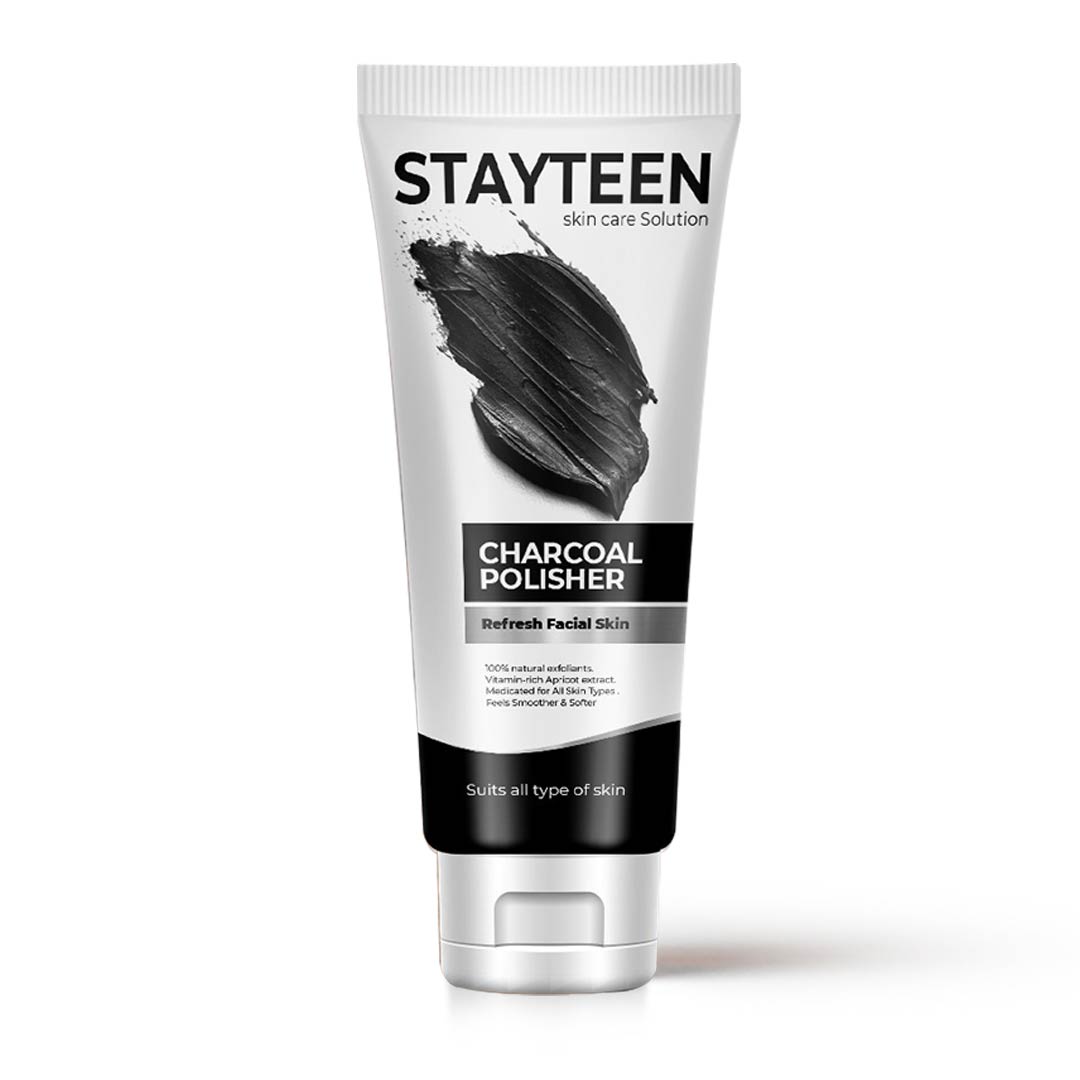 STAYTEEN
skin care Solution
CHARCOAL
POLISHER
Refresh Facial Skin
100% natural exfoliants.
Vitamin-rich Apricot extract.
Medicated for All Skin Types .
Feels Smoother & Softer
Suits all type of skin